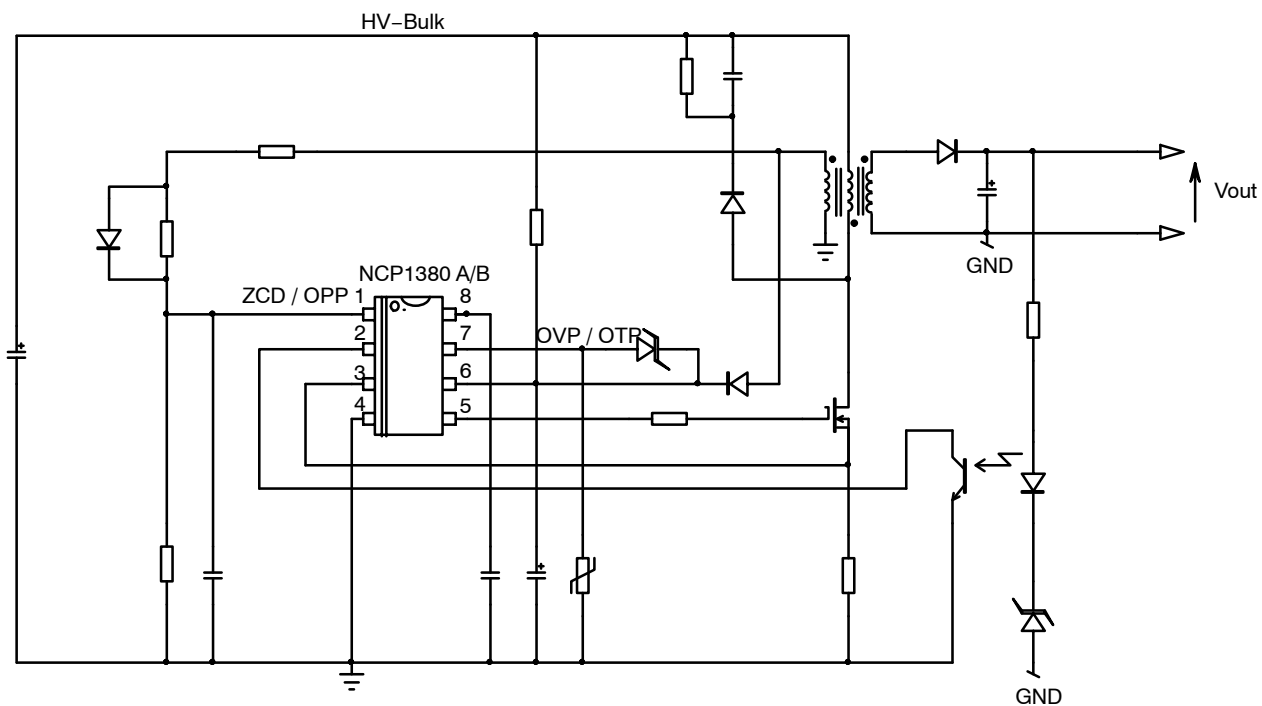 HV–Bulk
Vout
GND
NCP1380 A/B
ZCD / OPP 1
8
2
7
OVP / OTP
3
6
4
5
GND